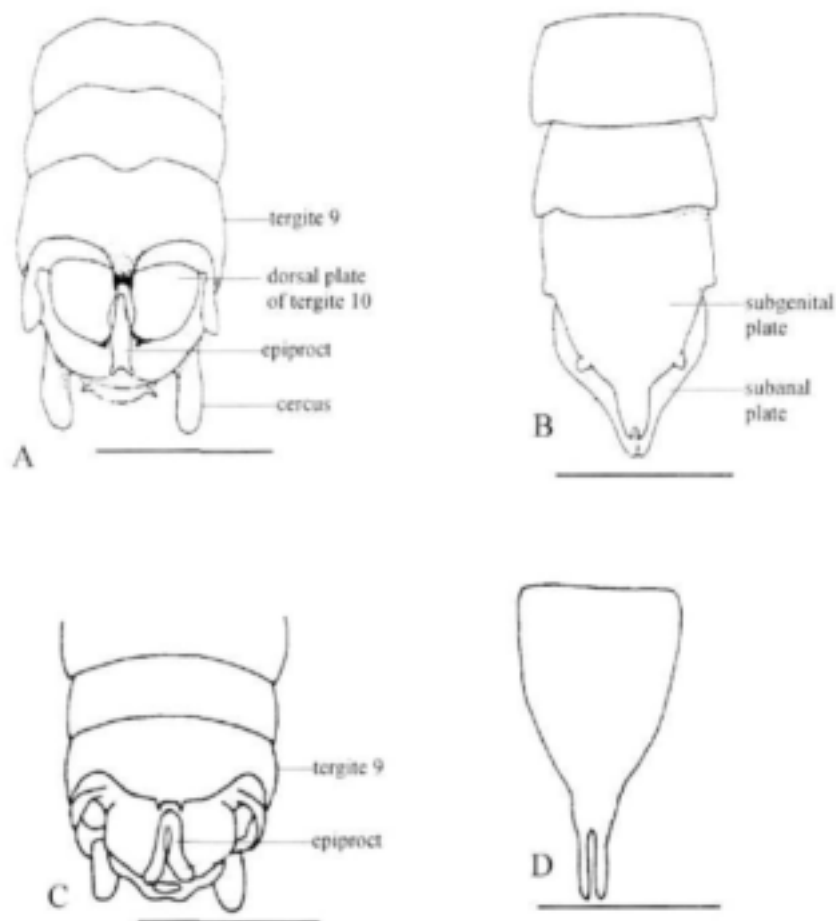 tergite 9
dorsal plate
of tergite 10
epiproct
cercus
A
subgenital
plate
subanal
plate
B
tergite 9
epiproct
C
D